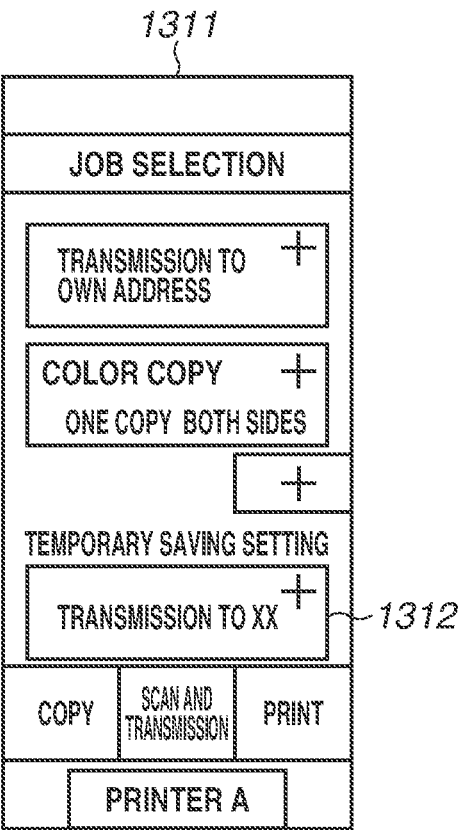 1311
JOB SELECTION
+
TRANSMISSION TO
OWN ADDRESS
COLOR COPY +
ONE COPY BOTH SIDES
+
TEMPORARY SAVING SETTING
+
TRANSMISSION TO XX
1312
COPY
SCAN AND
TRANSMISSION
PRINT
PRINTER A